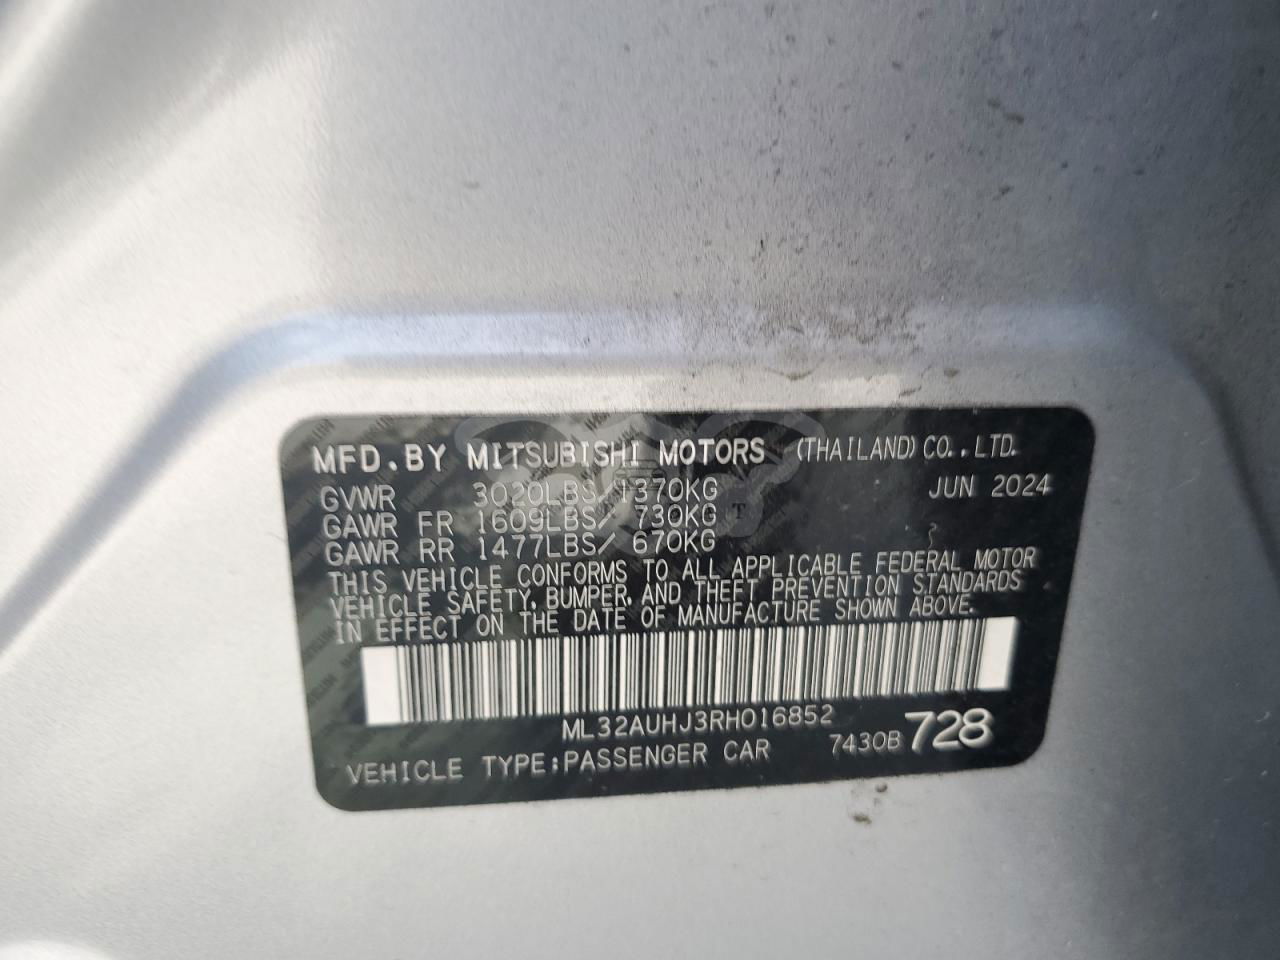 MFD.BY MITSUBISHI MOTORS (THAILAND) CO.,LTD.
GVWR 3020LBS/1370KG JUN 2024
GAWR FR 1609LBS/ 730KG
GAWR RR 1477LBS/ 670KG
THIS VEHICLE CONFORMS TO ALL APPLICABLE FEDERAL MOTOR
VEHICLE SAFETY, BUMPER, AND THEFT PREVENTION STANDARDS
IN EFFECT ON THE DATE OF MANUFACTURE SHOWN ABOVE.
ML32AUHJ3RH016852
VEHICLE TYPE:PASSENGER CAR 7430B 728